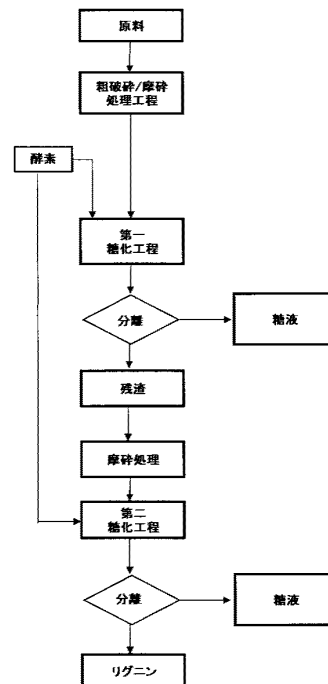 原料
粗破砕/摩砕
処理工程
酵素
第一
糖化工程
分離
糖液
残渣
摩砕処理
第二
糖化工程
分離
糖液
リグニン